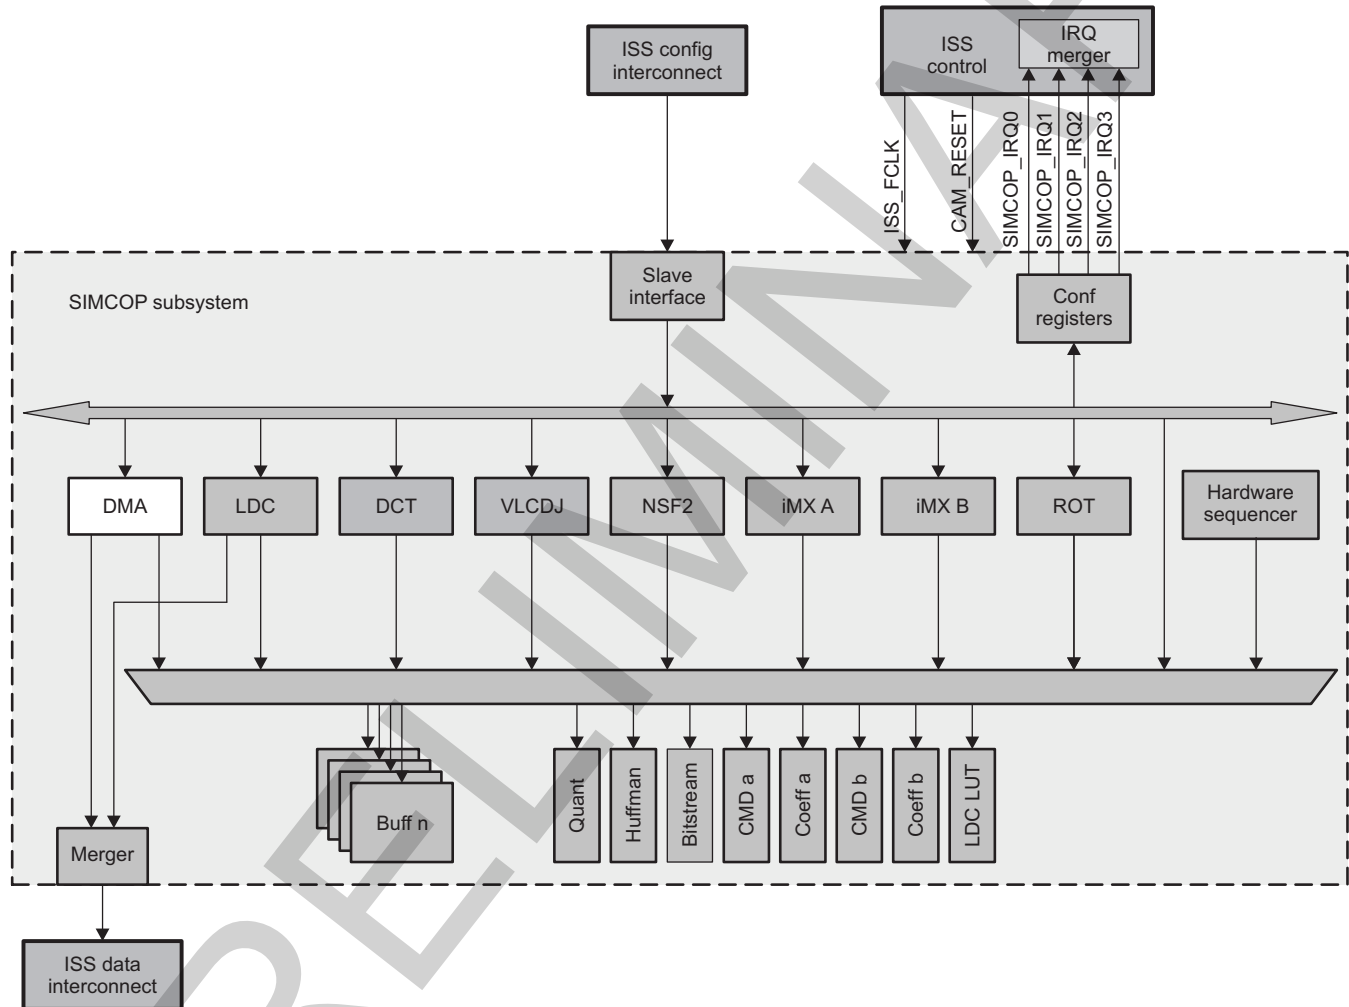 ISS config
interconnect
ISS
control
IRQ
merger
ISS_FCLK
CAM_RESET
SIMCOP_IRQ0
SIMCOP_IRQ1
SIMCOP_IRQ2
SIMCOP_IRQ3
SIMCOP subsystem
Slave
interface
Conf
registers
DMA
LDC
DCT
VLCDJ
NSF2
iMX A
iMX B
ROT
Hardware
sequencer
Buff n
Quant
Huffman
Bitstream
CMD a
Coeff a
CMD b
Coeff b
LDC LUT
Merger
ISS data
interconnect